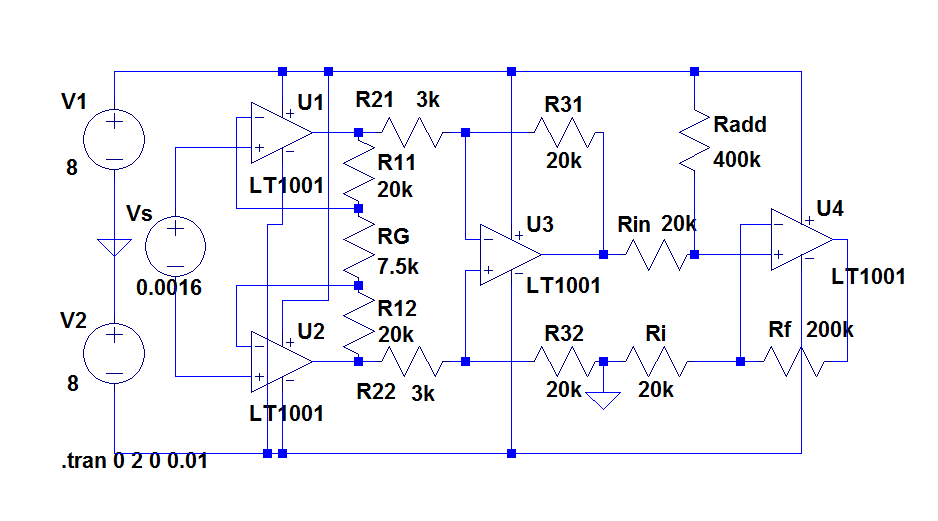 V1
8
Vs
0.0016
V2
8
.tran 0 2 0 0.01
U1
LT1001
U2
LT1001
R21 3k
R11
20k
RG
7.5k
R12
20k
R22 3k
R31
20k
U3
LT1001
R32
20k
Rin 20k
Ri
20k
Radd
400k
U4
LT1001
Rf 200k